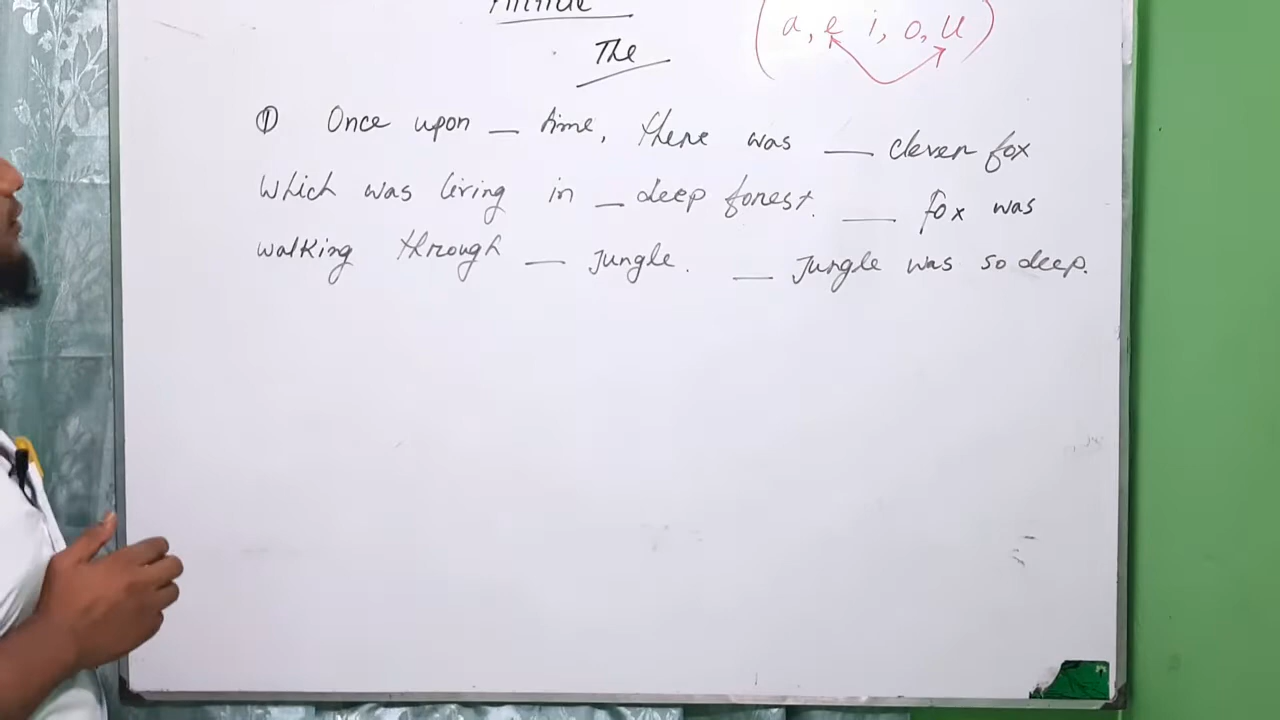 The
(a, e i, o, u)
① Once upon __ time, there was __ clever fox
which was living in __ deep forest. __ fox was
walking through __ Jungle. __ Jungle was so deep.